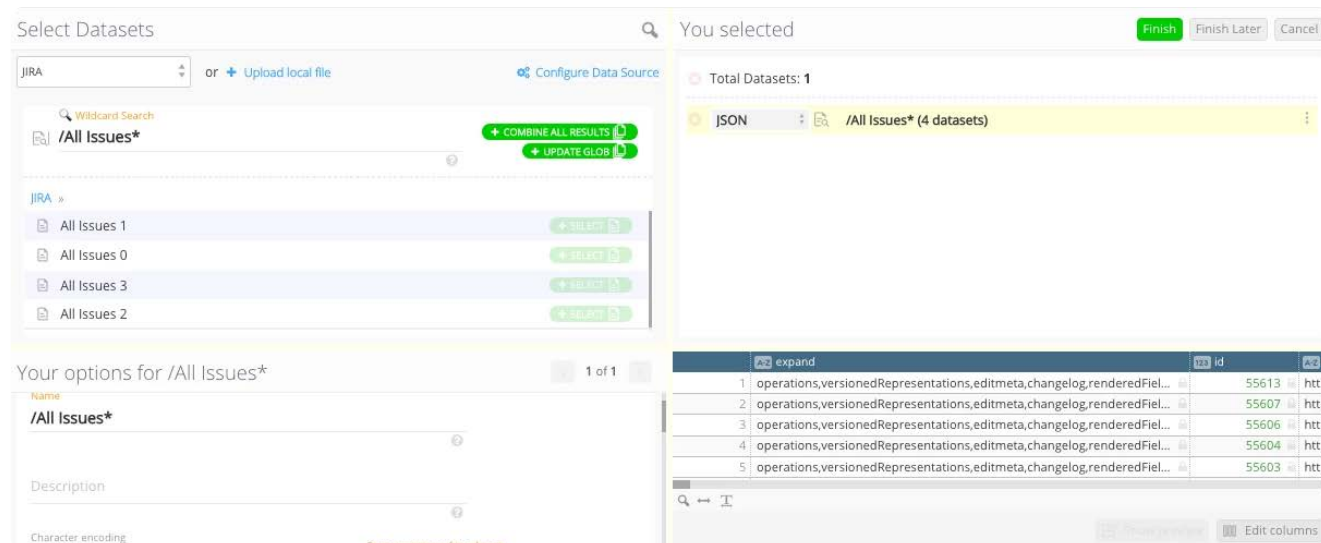 Select Datasets
JIRA
or + Upload local file
Configure Data Source
Wildcard Search
/All Issues*
+ COMBINE ALL RESULTS
+ UPDATE GLOB
JIRA »
All Issues 1
+ SELECT
All Issues 0
+ SELECT
All Issues 3
+ SELECT
All Issues 2
+ SELECT
You selected
Finish
Finish Later
Cancel
Total Datasets: 1
JSON
/All Issues* (4 datasets)
Your options for /All Issues*
1 of 1
Name
/All Issues*
Description
Character encoding
A-Z expand
123 id
A-Z
1 operations,versionedRepresentations,editmeta,changelog,renderedFiel... 55613 htt
2 operations,versionedRepresentations,editmeta,changelog,renderedFiel... 55607 htt
3 operations,versionedRepresentations,editmeta,changelog,renderedFiel... 55606 htt
4 operations,versionedRepresentations,editmeta,changelog,renderedFiel... 55604 htt
5 operations,versionedRepresentations,editmeta,changelog,renderedFiel... 55603 htt
Edit columns